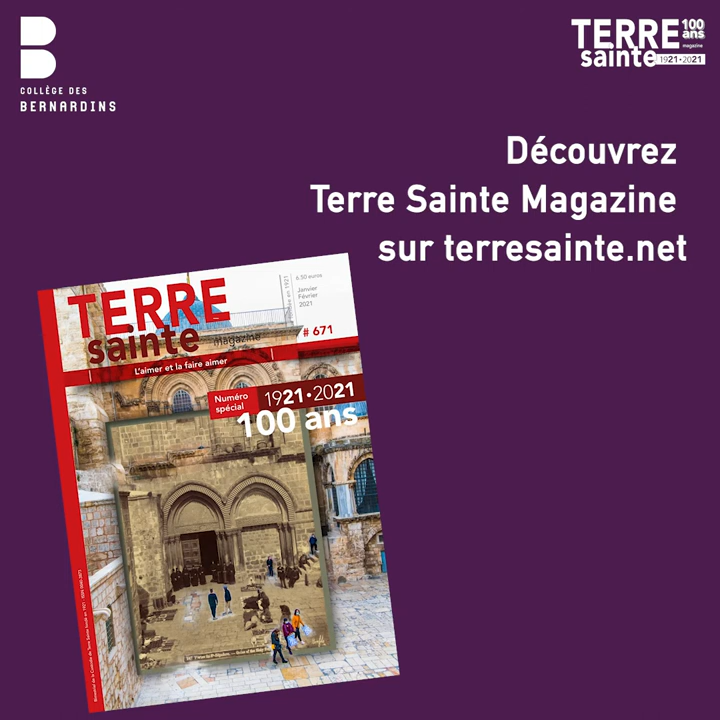 COLLÈGE DES
BERNARDINS
TERRE 100 ans
magazine
sainte 1921•2021
Découvrez
Terre Sainte Magazine
sur terresainte.net
6,50 euros
Janvier
Février
2021
TERRE
sainte magazine
# 671
L'aimer et la faire aimer
Numéro
spécial
1921•2021
100 ans